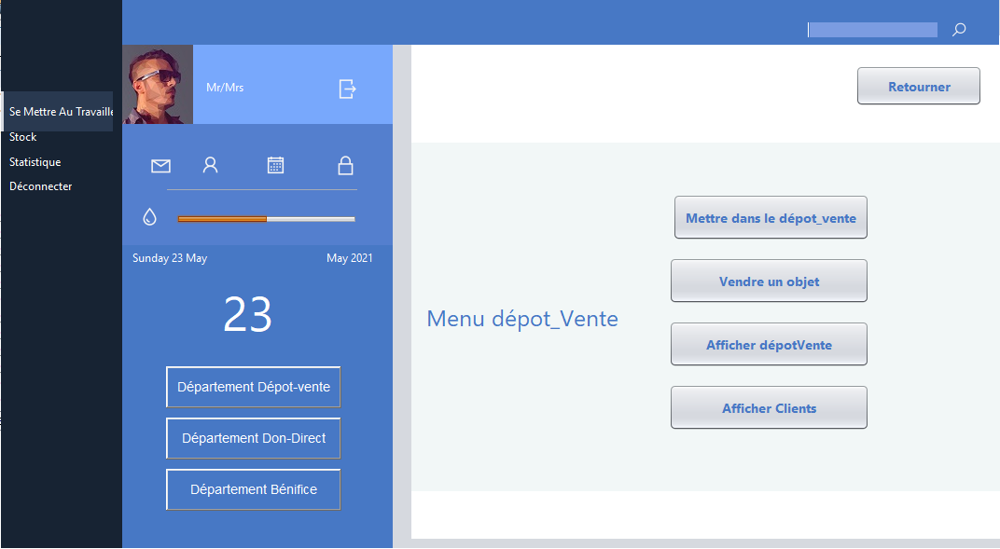 Se Mettre Au Travaille
Stock
Statistique
Déconnecter
Mr/Mrs
Sunday 23 May
May 2021
23
Département Dépot-vente
Département Don-Direct
Département Bénifice
Retourner
Menu dépot_Vente
Mettre dans le dépot_vente
Vendre un objet
Afficher dépotVente
Afficher Clients